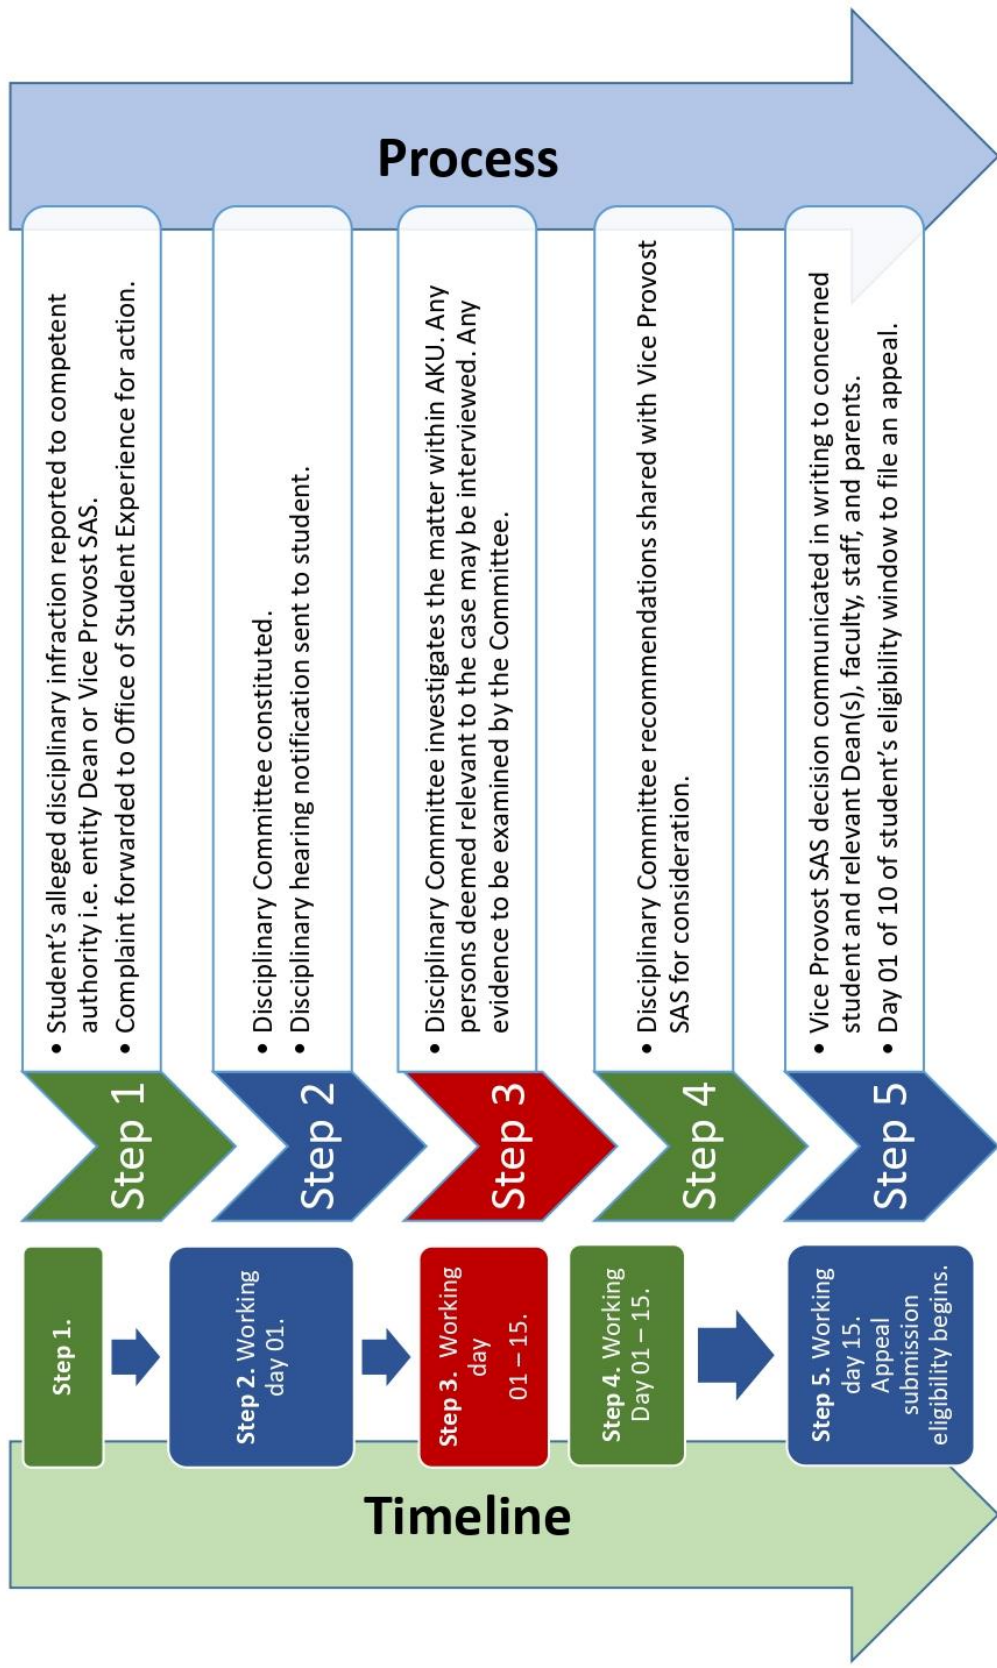 Timeline
Process
Step 1.
Step 1
• Student's alleged disciplinary infraction reported to competent
authority i.e. entity Dean or Vice Provost SAS.
• Complaint forwarded to Office of Student Experience for action.
Step 2. Working
day 01.
Step 2
• Disciplinary Committee constituted.
• Disciplinary hearing notification sent to student.
Step 3. Working
day
01 – 15.
Step 3
• Disciplinary Committee investigates the matter within AKU. Any
persons deemed relevant to the case may be interviewed. Any
evidence to be examined by the Committee.
Step 4. Working
Day 01 – 15.
Step 4
• Disciplinary Committee recommendations shared with Vice Provost
SAS for consideration.
Step 5. Working
day 15.
Appeal
submission
eligibility begins.
Step 5
• Vice Provost SAS decision communicated in writing to concerned
student and relevant Dean(s), faculty, staff, and parents.
• Day 01 of 10 of student's eligibility window to file an appeal.